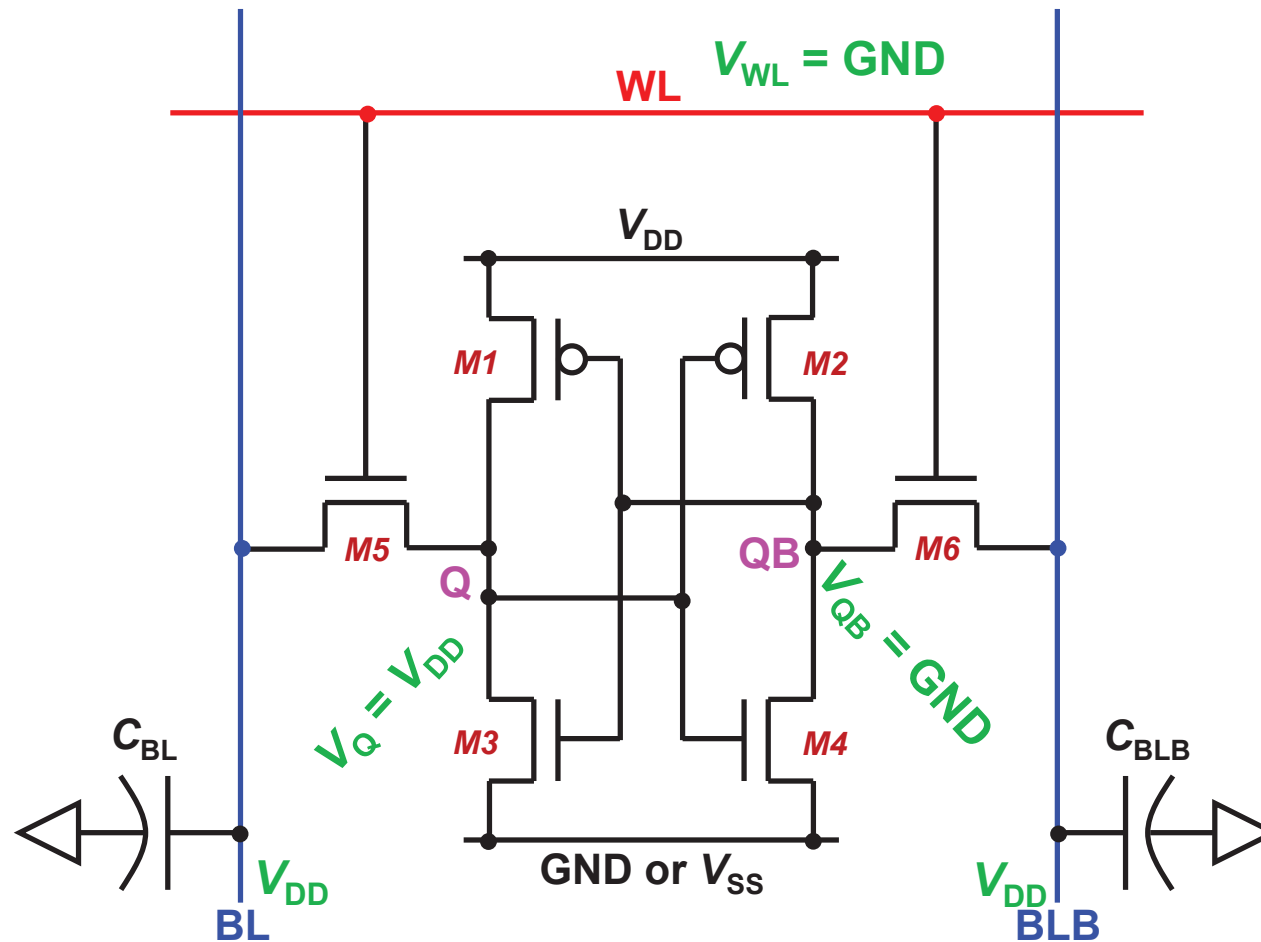 V_WL = GND
WL
V_DD
M1
M2
M5
Q
QB
M6
V_Q = V_DD
V_QB = GND
M3
M4
C_BL
C_BLB
GND or V_SS
V_DD
V_DD
BL
BLB